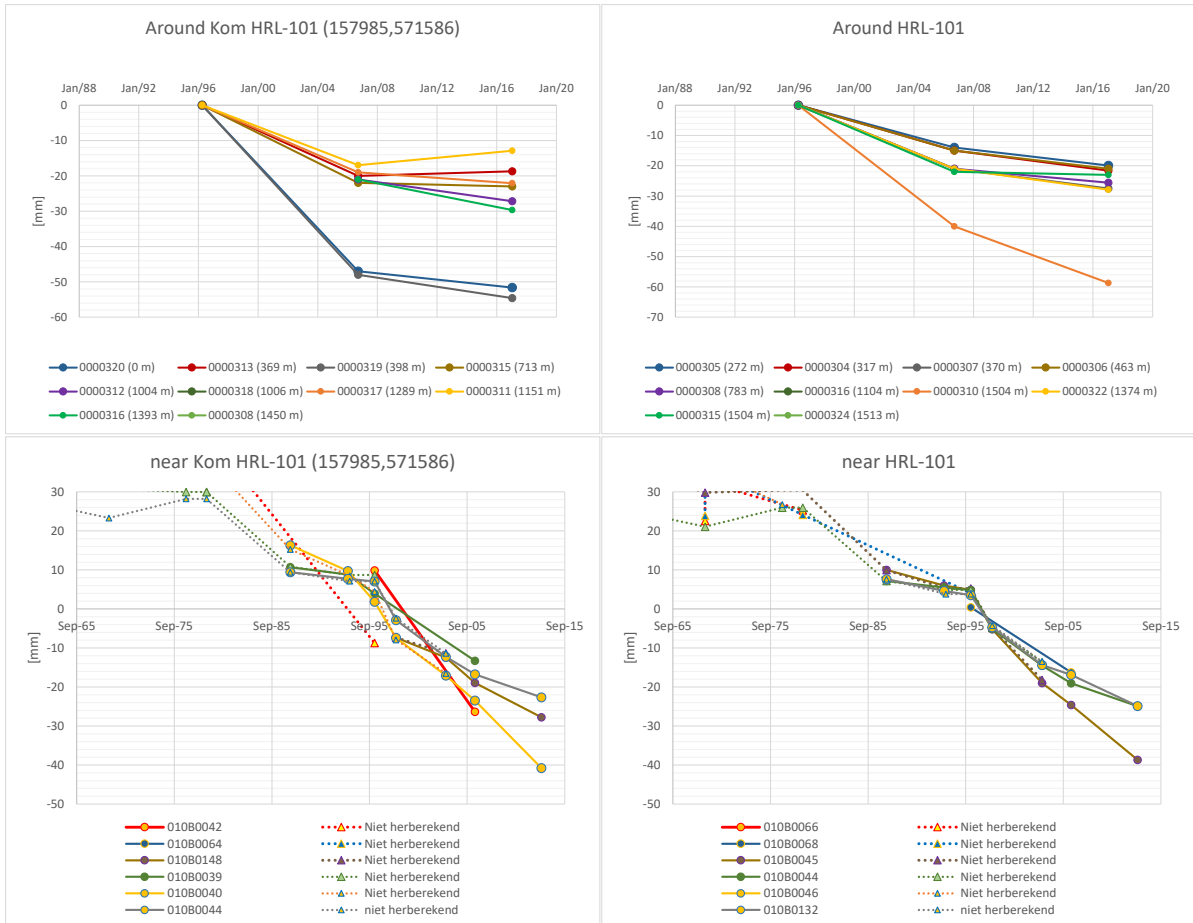 Around Kom HRL-101 (157985,571586)
Jan/88 Jan/92 Jan/96 Jan/00 Jan/04 Jan/08 Jan/12 Jan/16 Jan/20
0
-10
-20
-30
-40
-50
-60
[mm]
0000320 (0 m) 0000313 (369 m) 0000319 (398 m) 0000315 (713 m)
0000312 (1004 m) 0000318 (1006 m) 0000317 (1289 m) 0000311 (1151 m)
0000316 (1393 m) 0000308 (1450 m)
Around HRL-101
Jan/88 Jan/92 Jan/96 Jan/00 Jan/04 Jan/08 Jan/12 Jan/16 Jan/20
0
-10
-20
-30
-40
-50
-60
-70
[mm]
0000305 (272 m) 0000304 (317 m) 0000307 (370 m) 0000306 (463 m)
0000308 (783 m) 0000316 (1104 m) 0000310 (1504 m) 0000322 (1374 m)
0000315 (1504 m) 0000324 (1513 m)
near Kom HRL-101 (157985,571586)
30
20
10
0
Sep-65 Sep-75 Sep-85 Sep-95 Sep-05 Sep-15
-10
-20
-30
-40
-50
[mm]
010B0042 Niet herberekend
010B0064 Niet herberekend
010B0148 Niet herberekend
010B0039 Niet herberekend
010B0040 Niet herberekend
010B0044 niet herberekend
near HRL-101
30
20
10
0
Sep-65 Sep-75 Sep-85 Sep-95 Sep-05 Sep-15
-10
-20
-30
-40
-50
[mm]
010B0066 Niet herberekend
010B0068 Niet herberekend
010B0045 Niet herberekend
010B0044 Niet herberekend
010B0046 Niet herberekend
010B0132 Niet herberekend